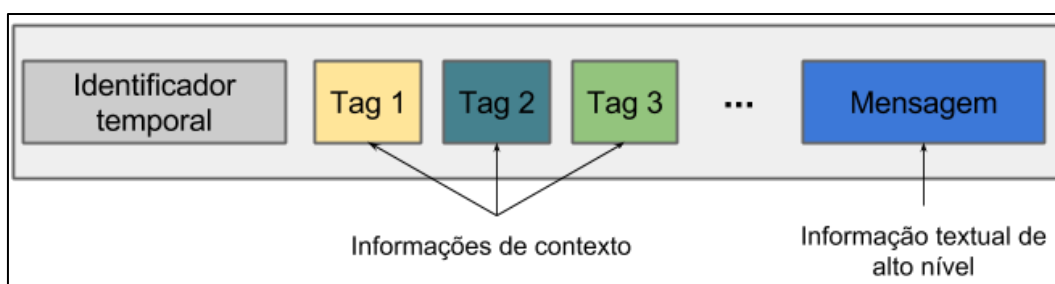 Identificador
temporal
Tag 1
Tag 2
Tag 3
...
Mensagem
Informações de contexto
Informação textual de
alto nível